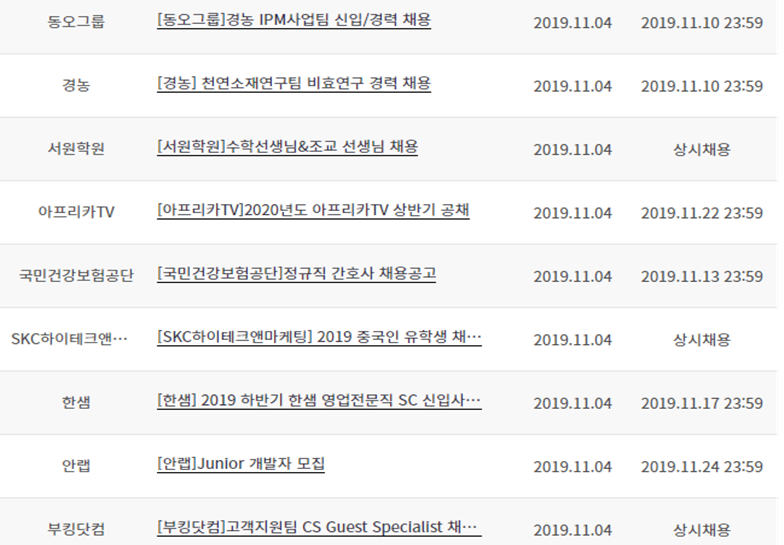 동오그룹 [동오그룹]경농 IPM사업팀 신입/경력 채용 2019.11.04 2019.11.10 23:59
경농 [경농] 천연소재연구팀 비효연구 경력 채용 2019.11.04 2019.11.10 23:59
서원학원 [서원학원]수학선생님&조교 선생님 채용 2019.11.04 상시채용
아프리카TV [아프리카TV]2020년도 아프리카TV 상반기 공채 2019.11.04 2019.11.22 23:59
국민건강보험공단 [국민건강보험공단]정규직 간호사 채용공고 2019.11.04 2019.11.13 23:59
SKC하이테크앤… [SKC하이테크앤마케팅] 2019 중국인 유학생 채… 2019.11.04 상시채용
한샘 [한샘] 2019 하반기 한샘 영업전문직 SC 신입사… 2019.11.04 2019.11.17 23:59
안랩 [안랩]Junior 개발자 모집 2019.11.04 2019.11.24 23:59
부킹닷컴 [부킹닷컴]고객지원팀 CS Guest Specialist 채… 2019.11.04 상시채용